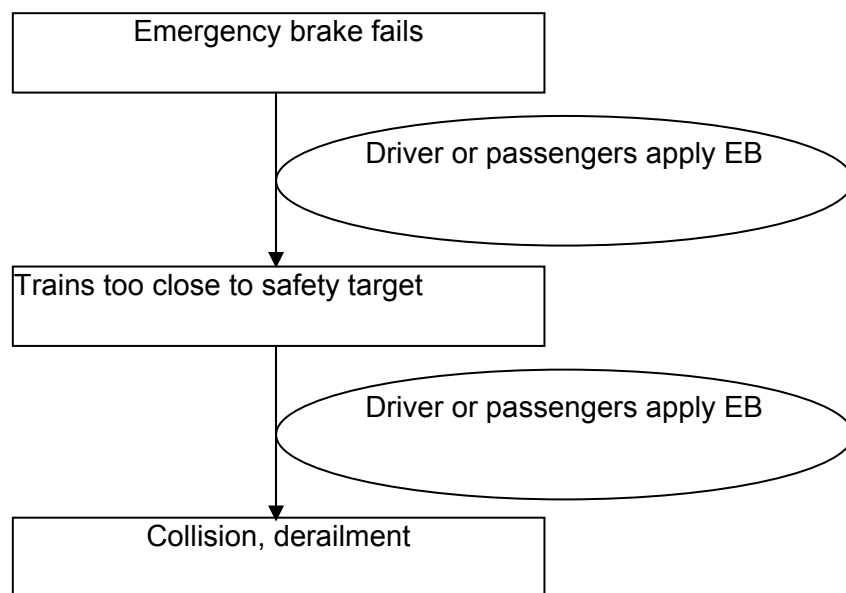 Emergency brake fails
Driver or passengers apply EB
Trains too close to safety target
Driver or passengers apply EB
Collision, derailment